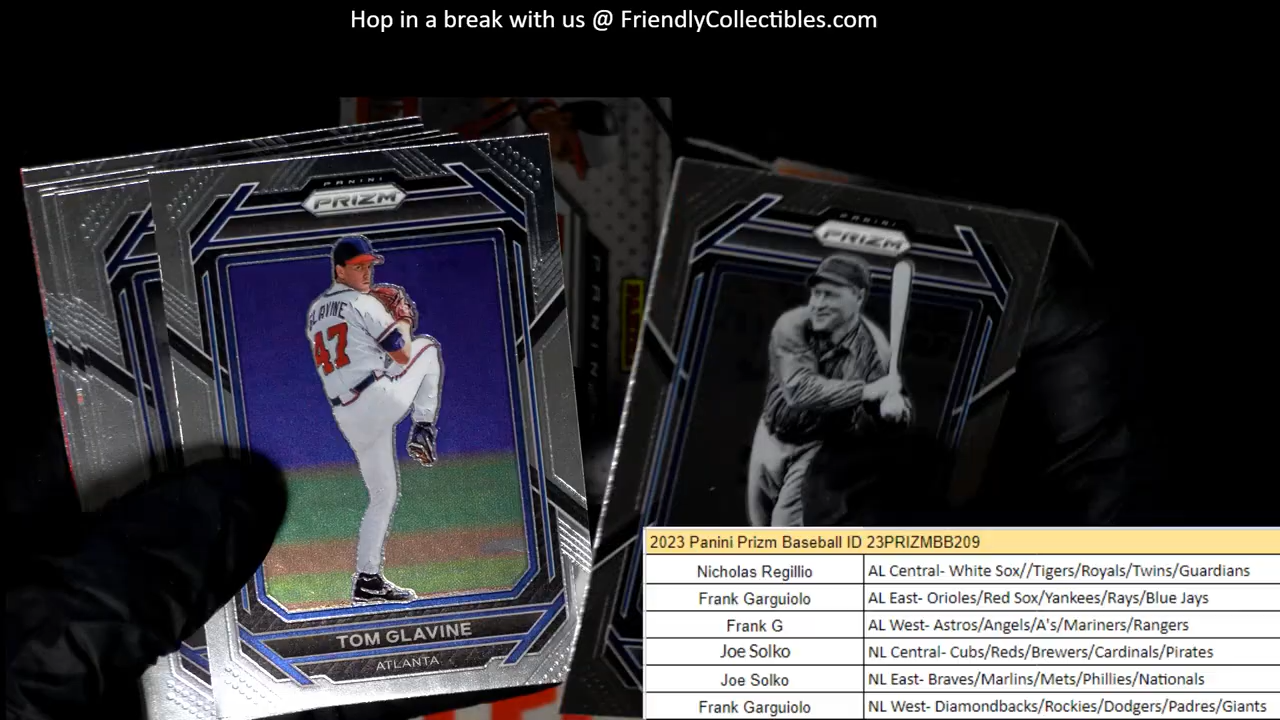 Hop in a break with us @ FriendlyCollectibles.com
PANINI
PRIZM
GLAVINE
47
TOM GLAVINE
ATLANTA
PANINI
PANINI
PRIZM
2023 Panini Prizm Baseball ID 23PRIZMBB209
Nicholas Regillio AL Central- White Sox//Tigers/Royals/Twins/Guardians
Frank Garguiolo AL East- Orioles/Red Sox/Yankees/Rays/Blue Jays
Frank G AL West- Astros/Angels/A's/Mariners/Rangers
Joe Solko NL Central- Cubs/Reds/Brewers/Cardinals/Pirates
Joe Solko NL East- Braves/Marlins/Mets/Phillies/Nationals
Frank Garguiolo NL West- Diamondbacks/Rockies/Dodgers/Padres/Giants